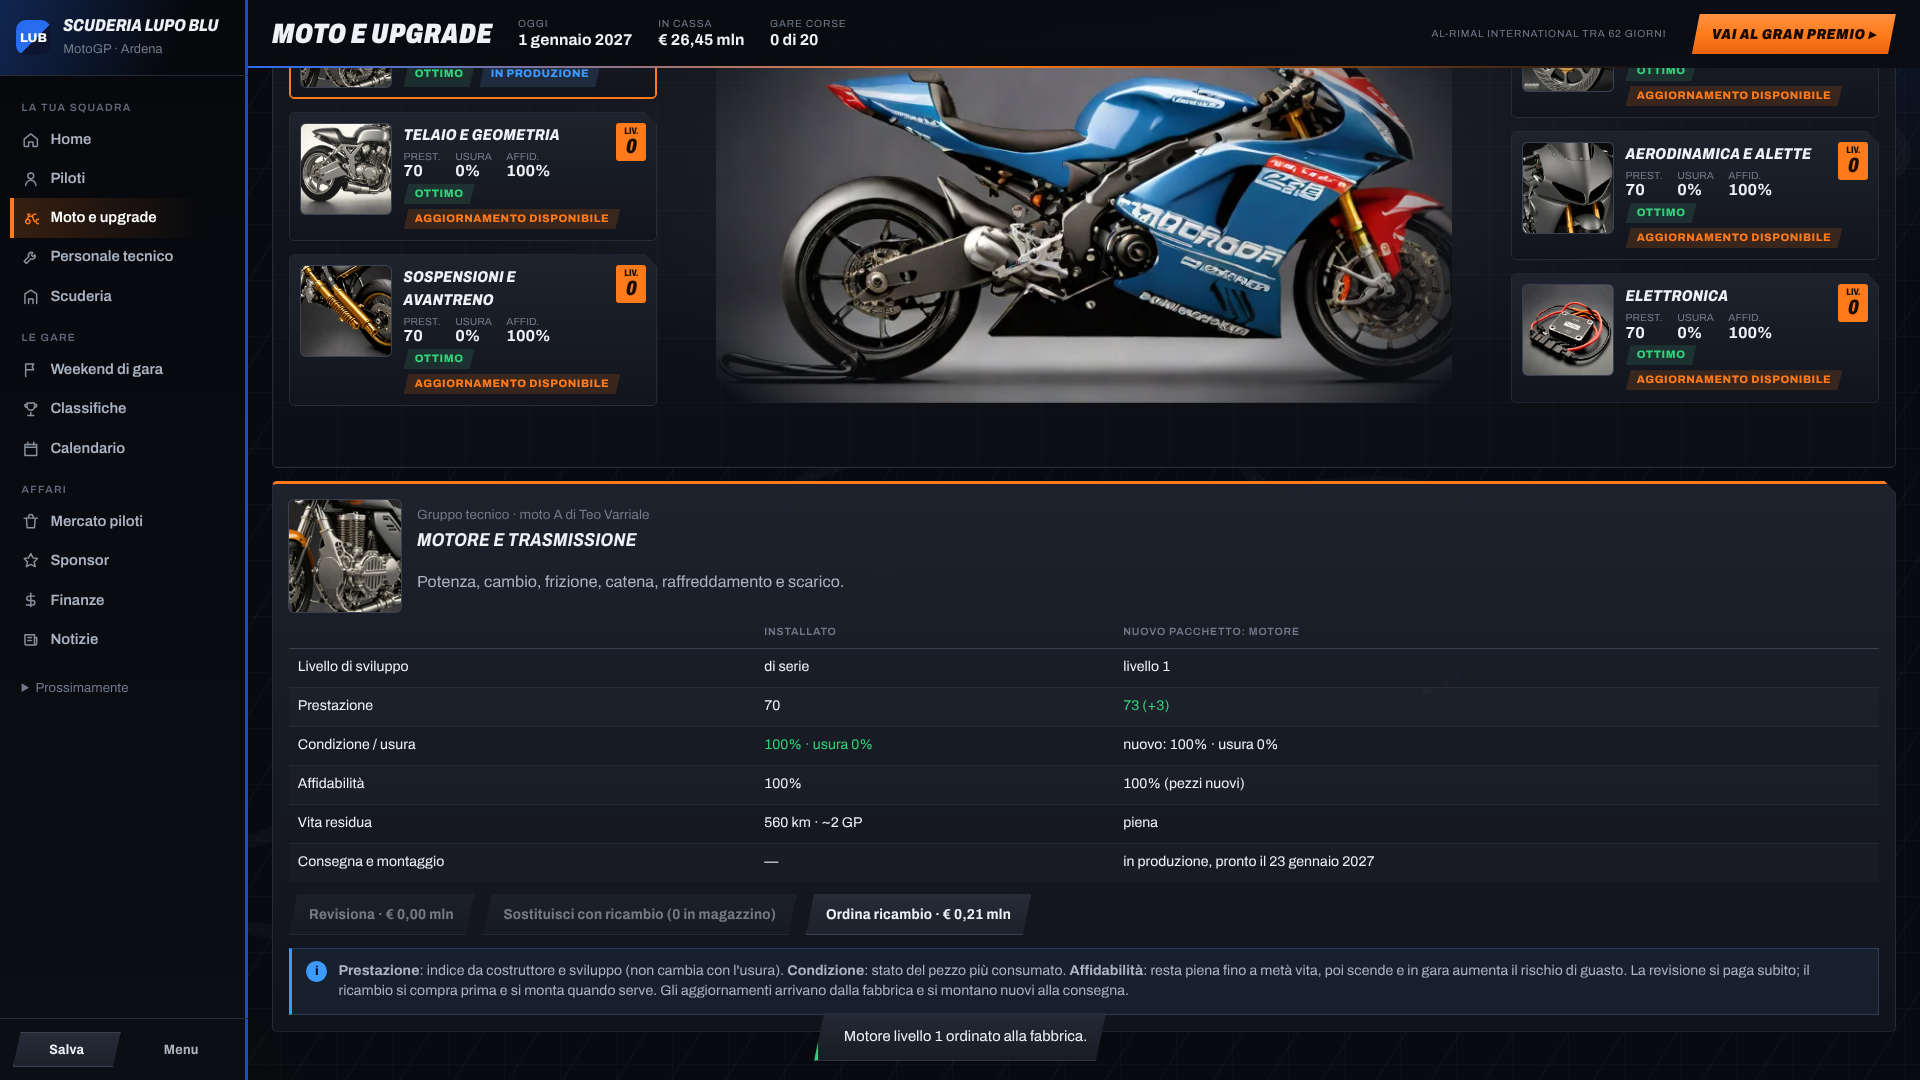 LUB
SCUDERIA LUPO BLU
MotoGP · Ardena
LA TUA SQUADRA
Home
Piloti
Moto e upgrade
Personale tecnico
Scuderia
LE GARE
Weekend di gara
Classifiche
Calendario
AFFARI
Mercato piloti
Sponsor
Finanze
Notizie
Prossimamente
Salva
Menu
MOTO E UPGRADE
OGGI
1 gennaio 2027
IN CASSA
€ 26,45 mln
GARE CORSE
0 di 20
AL-RIMAL INTERNATIONAL TRA 62 GIORNI
VAI AL GRAN PREMIO ▸
OTTIMO
IN PRODUZIONE
TELAIO E GEOMETRIA
LIV.
0
PREST. USURA AFFID.
70 0% 100%
OTTIMO
AGGIORNAMENTO DISPONIBILE
SOSPENSIONI E
AVANTRENO
LIV.
0
PREST. USURA AFFID.
70 0% 100%
OTTIMO
AGGIORNAMENTO DISPONIBILE
OTTIMO
AGGIORNAMENTO DISPONIBILE
AERODINAMICA E ALETTE
LIV.
0
PREST. USURA AFFID.
70 0% 100%
OTTIMO
AGGIORNAMENTO DISPONIBILE
ELETTRONICA
LIV.
0
PREST. USURA AFFID.
70 0% 100%
OTTIMO
AGGIORNAMENTO DISPONIBILE
Gruppo tecnico · moto A di Teo Varriale
MOTORE E TRASMISSIONE
Potenza, cambio, frizione, catena, raffreddamento e scarico.
INSTALLATO NUOVO PACCHETTO: MOTORE
Livello di sviluppo di serie livello 1
Prestazione 70 73 (+3)
Condizione / usura 100% · usura 0% nuovo: 100% · usura 0%
Affidabilità 100% 100% (pezzi nuovi)
Vita residua 560 km · ~2 GP piena
Consegna e montaggio — in produzione, pronto il 23 gennaio 2027
Revisiona · € 0,00 mln
Sostituisci con ricambio (0 in magazzino)
Ordina ricambio · € 0,21 mln
Prestazione: indice da costruttore e sviluppo (non cambia con l'usura). Condizione: stato del pezzo più consumato. Affidabilità: resta piena fino a metà vita, poi scende e in gara aumenta il rischio di guasto. La revisione si paga subito; il
ricambio si compra prima e si monta quando serve. Gli aggiornamenti arrivano dalla fabbrica e si montano nuovi alla consegna.
Motore livello 1 ordinato alla fabbrica.